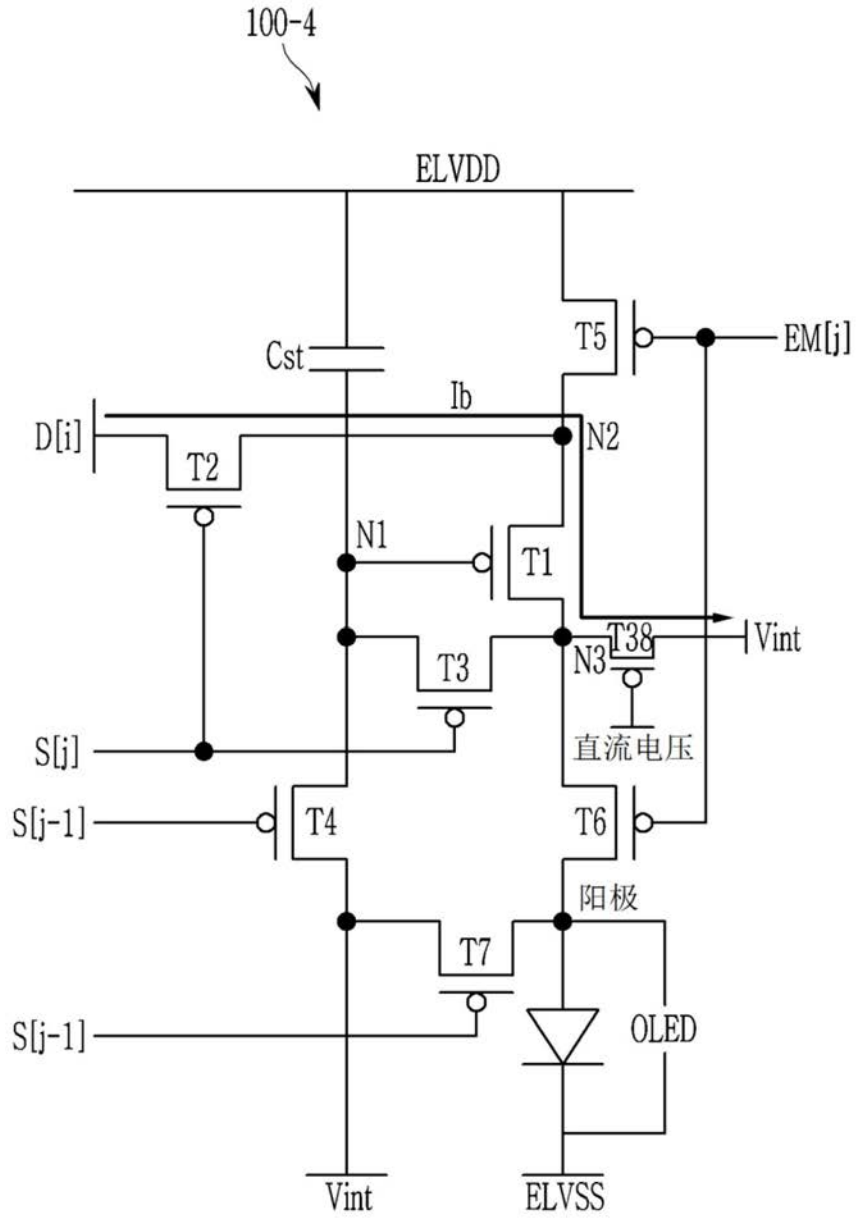 100-4
ELVDD
T5
EM[j]
Cst
Ib
D[i]
T2
N2
N1
T1
T38
Vint
N3
T3
直流电压
S[j]
S[j-1]
T4
T6
阳极
T7
S[j-1]
OLED
Vint
ELVSS